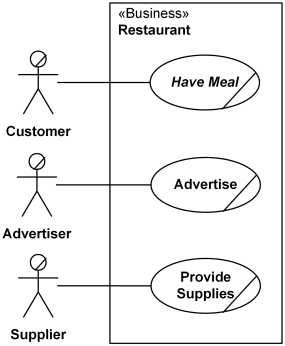 «Business»
Restaurant
Have Meal
Customer
Advertise
Advertiser
Provide
Supplies
Supplier